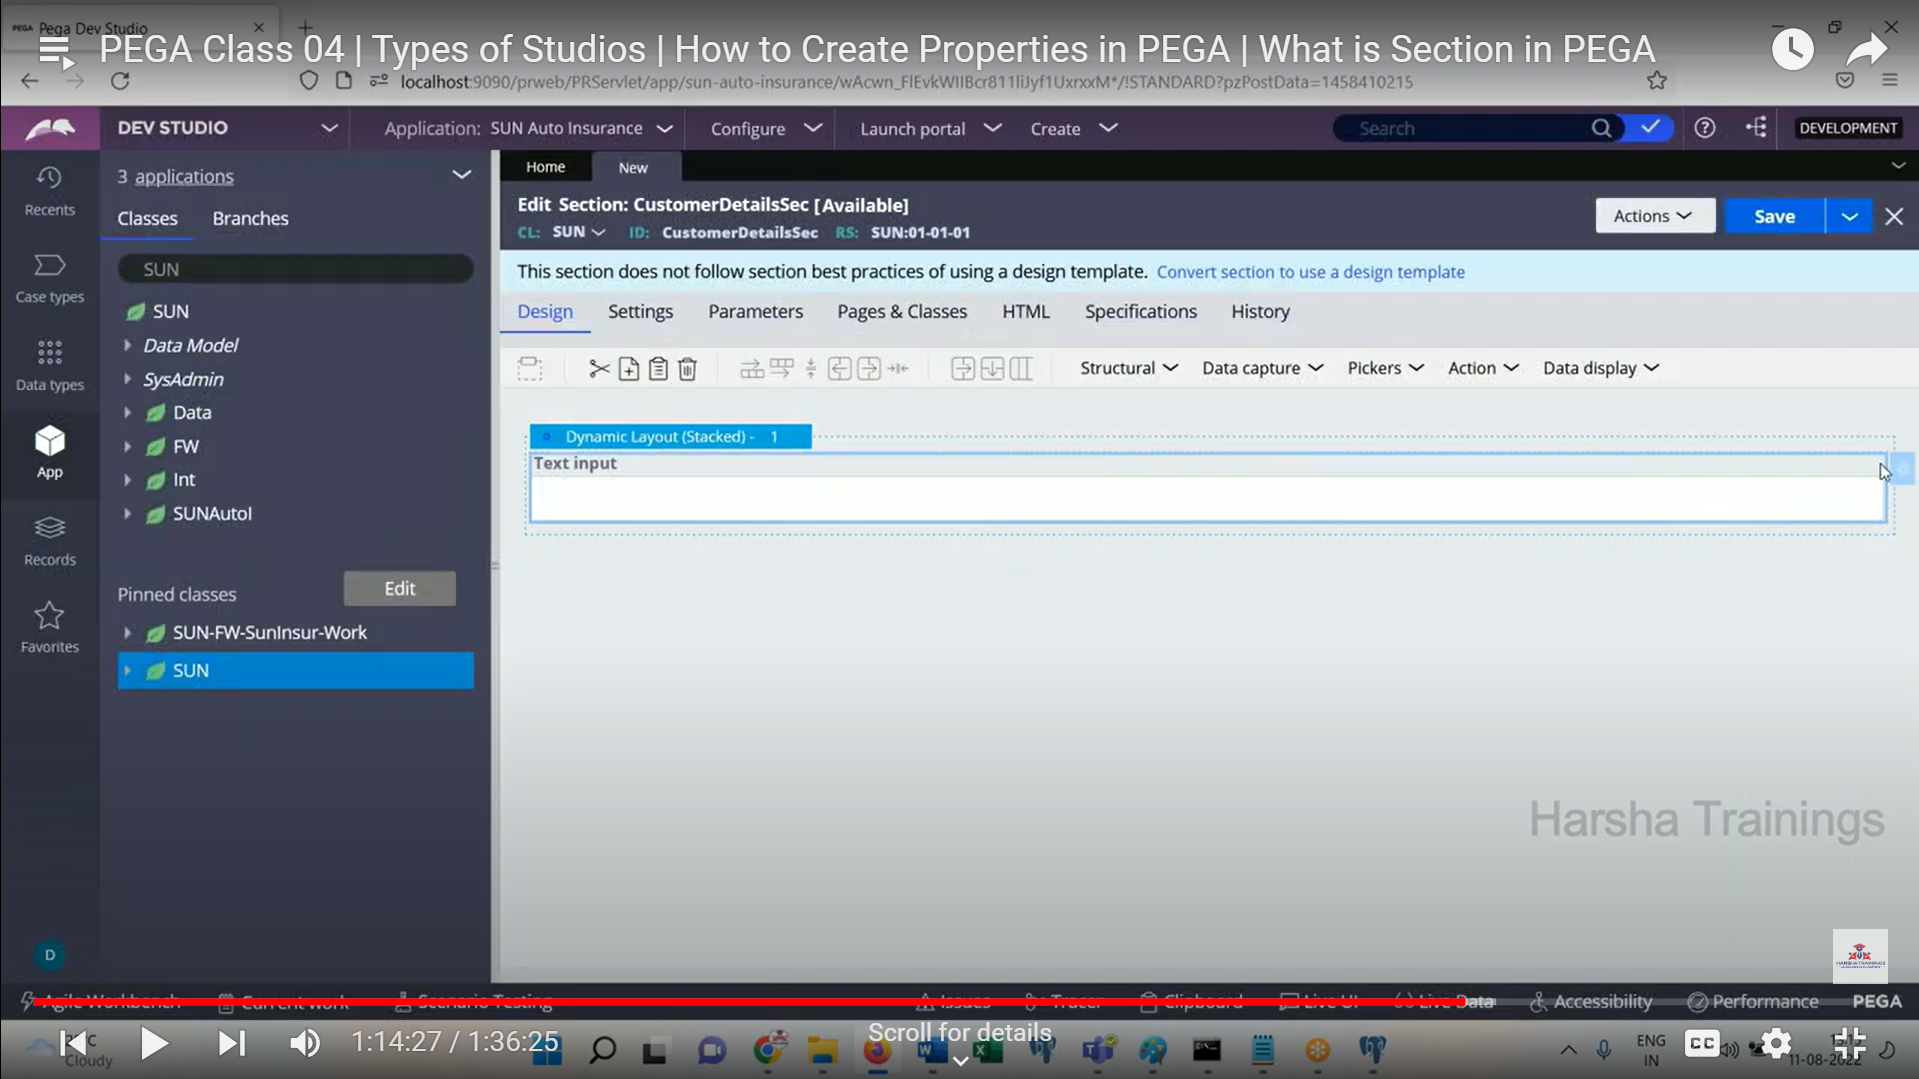 PEGA Pega Dev Studio
PEGA Class 04 | Types of Studios | How to Create Properties in PEGA | What is Section in PEGA
localhost:9090/prweb/PRServlet/app/sun-auto-insurance/wAcwn_FlEvkWIIBcr811liJyf1UxrxxM*/!STANDARD?pzPostData=1458410215
DEV STUDIO
Application: SUN Auto Insurance
Configure
Launch portal
Create
Search
DEVELOPMENT
Recents
Case types
Data types
App
Records
Favorites
D
3 applications
Classes
Branches
SUN
SUN
Data Model
SysAdmin
Data
FW
Int
SUNAutoI
Pinned classes
Edit
SUN-FW-SunInsur-Work
SUN
Home
New
Edit Section: CustomerDetailsSec [Available]
CL: SUN ID: CustomerDetailsSec RS: SUN:01-01-01
Actions
Save
This section does not follow section best practices of using a design template. Convert section to use a design template
Design
Settings
Parameters
Pages & Classes
HTML
Specifications
History
Structural
Data capture
Pickers
Action
Data display
Dynamic Layout (Stacked) - 1
Text input
Harsha Trainings
HARSHA TRAININGS
Agile Workbench
Current work
Scenario Testing
Issues
Tracer
Clipboard
Live UI
Live Data
Accessibility
Performance
PEGA
1:14:27 / 1:36:25
Scroll for details
Cloudy
ENG
IN
CC
11-08-2022